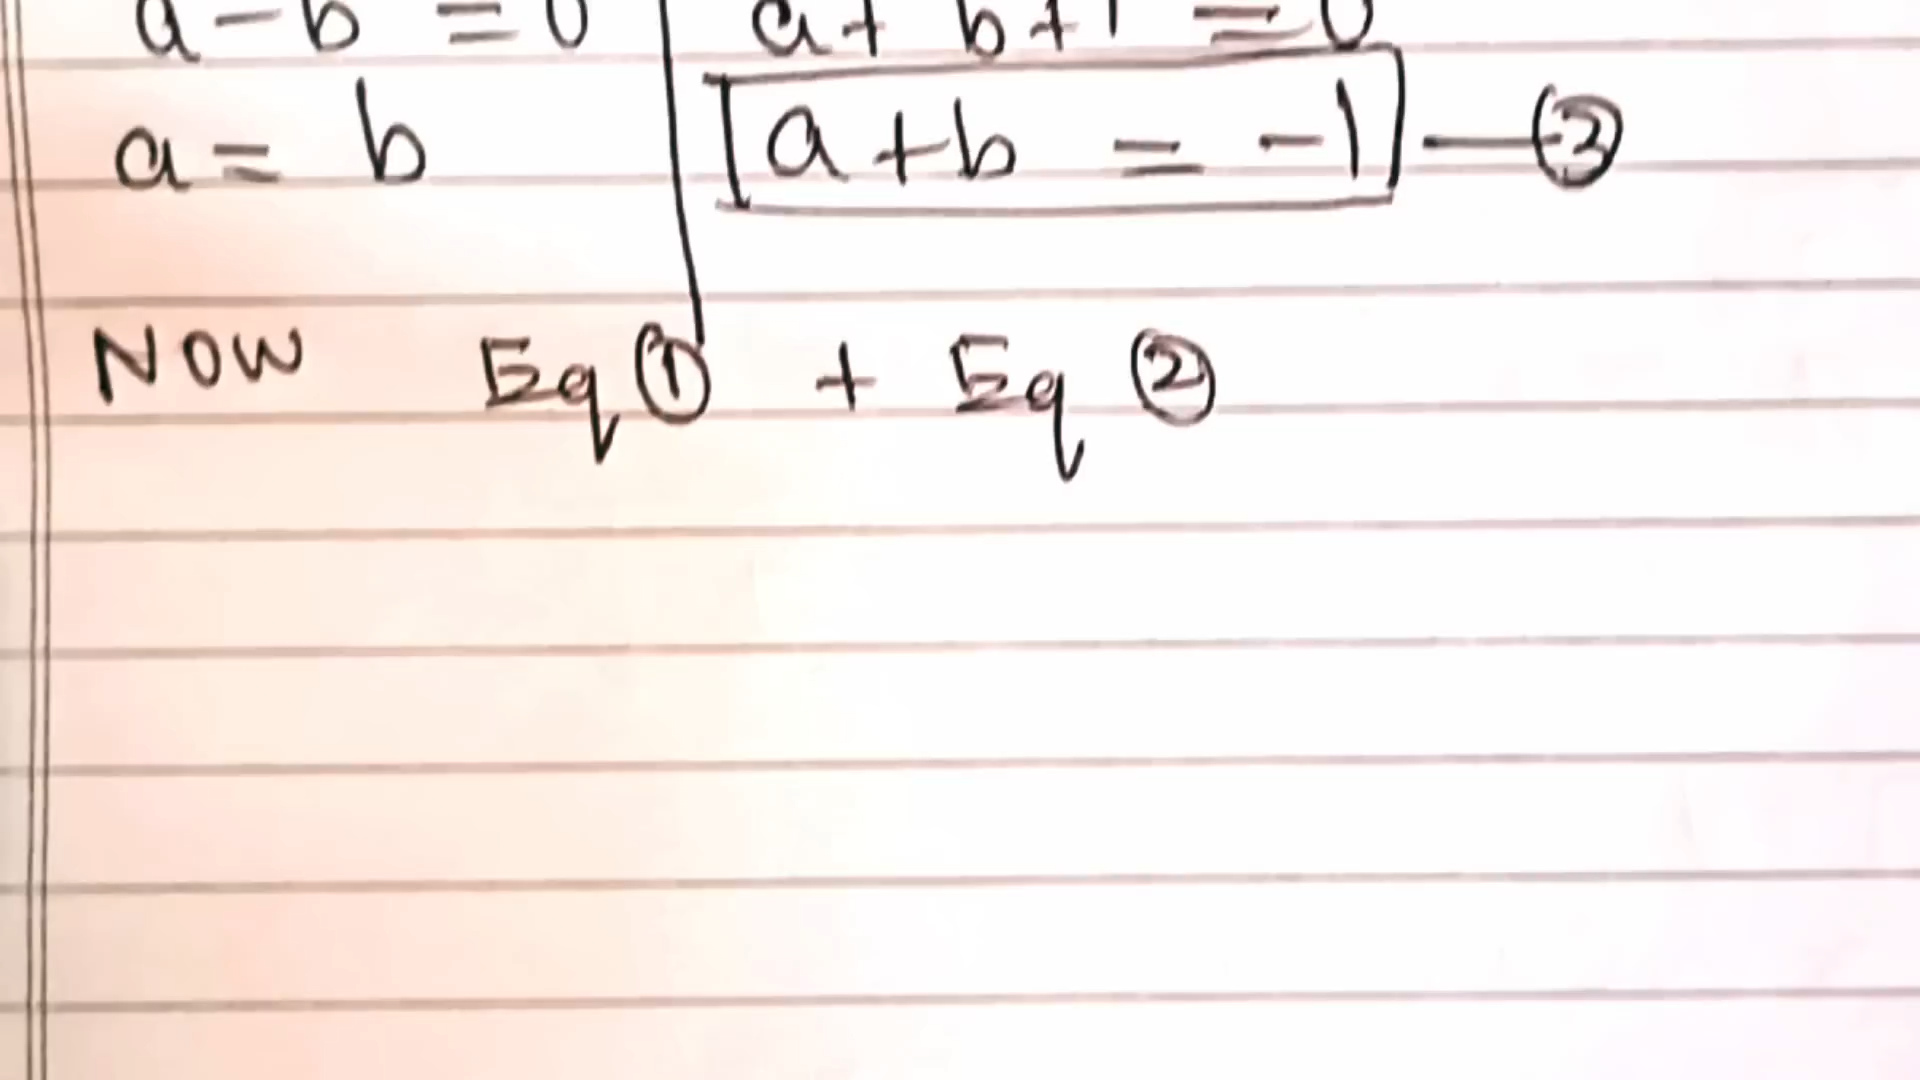 a - b = 0 | a + b + 1 = 0
a = b | a + b = -1 — ③
Now Eq ① + Eq ②